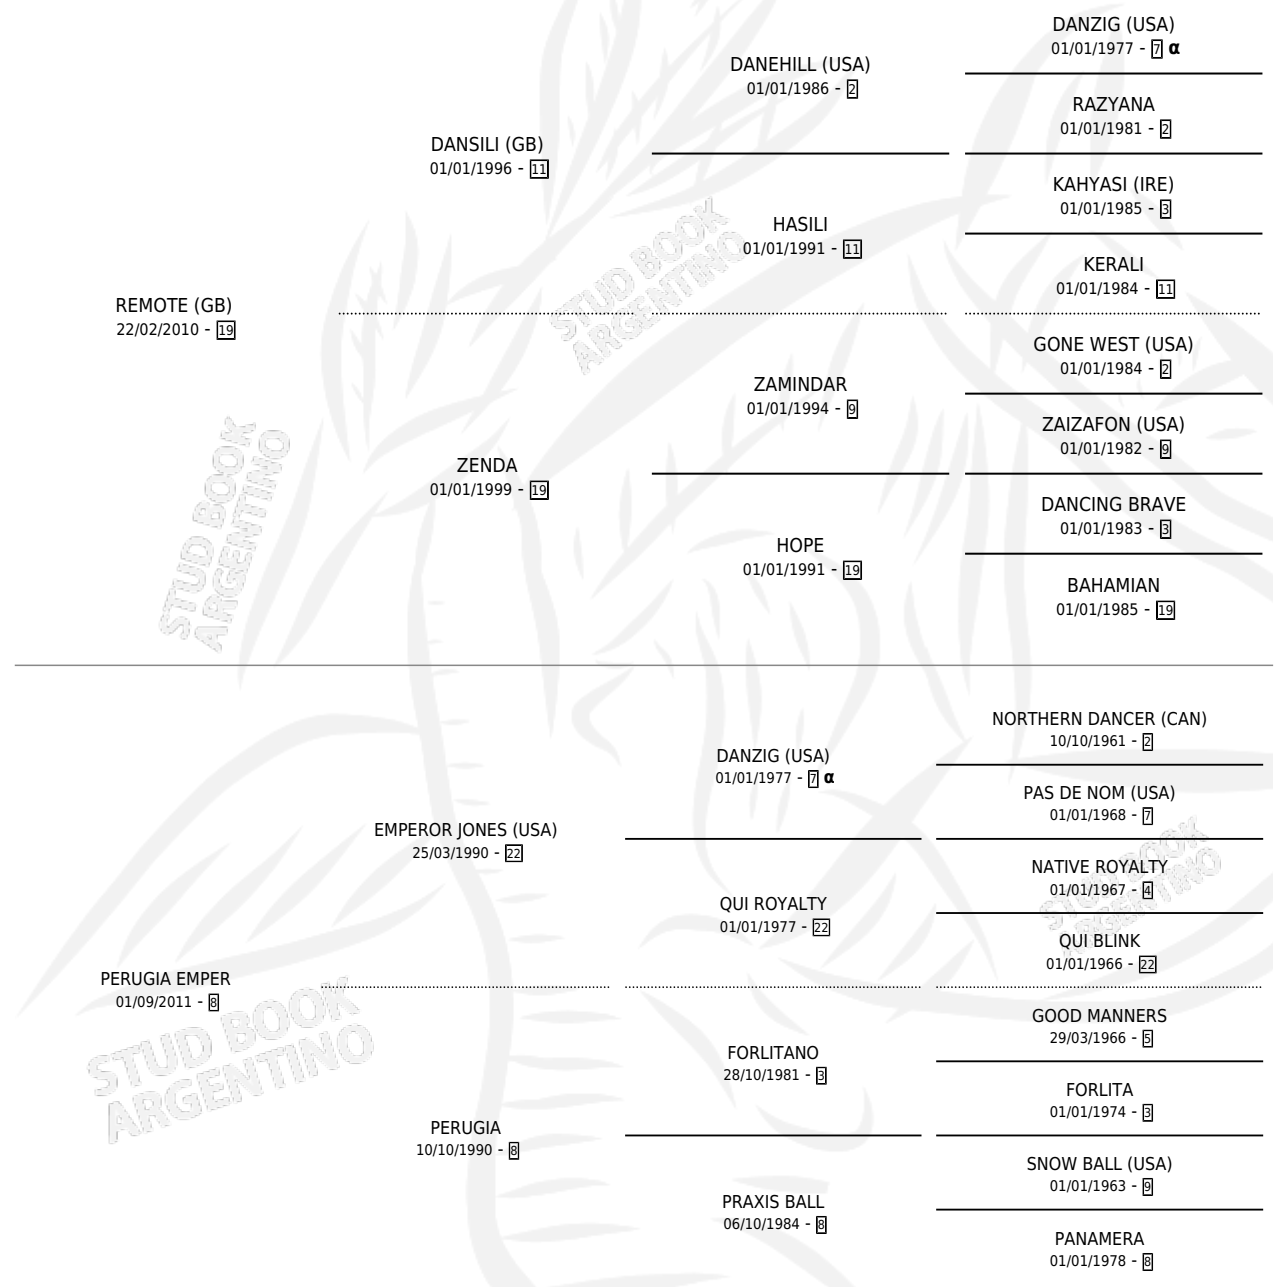 DANZIG (USA)
01/01/1977 - 7 α
DANEHILL (USA)
01/01/1986 - 2
RAZYANA
01/01/1981 - 2
DANSILI (GB)
01/01/1996 - 11
KAHYASI (IRE)
01/01/1985 - 3
HASILI
01/01/1991 - 11
KERALI
01/01/1984 - 11
REMOTE (GB)
22/02/2010 - 19
GONE WEST (USA)
01/01/1984 - 2
ZAMINDAR
01/01/1994 - 9
ZAIZAFON (USA)
01/01/1982 - 9
ZENDA
01/01/1999 - 19
DANCING BRAVE
01/01/1983 - 3
HOPE
01/01/1991 - 19
BAHAMIAN
01/01/1985 - 19
STUD BOOK
ARGENTINO
STUD BOOK
ARGENTINO
NORTHERN DANCER (CAN)
10/10/1961 - 2
DANZIG (USA)
01/01/1977 - 7 α
PAS DE NOM (USA)
01/01/1968 - 7
EMPEROR JONES (USA)
25/03/1990 - 22
NATIVE ROYALTY
01/01/1967 - 4
QUI ROYALTY
01/01/1977 - 22
QUI BLINK
01/01/1966 - 22
PERUGIA EMPER
01/09/2011 - 8
GOOD MANNERS
29/03/1966 - 5
FORLITANO
28/10/1981 - 3
FORLITA
01/01/1974 - 3
PERUGIA
10/10/1990 - 8
SNOW BALL (USA)
01/01/1963 - 9
PRAXIS BALL
06/10/1984 - 8
PANAMERA
01/01/1978 - 8
STUD BOOK
ARGENTINO
STUD BOOK
ARGENTINO